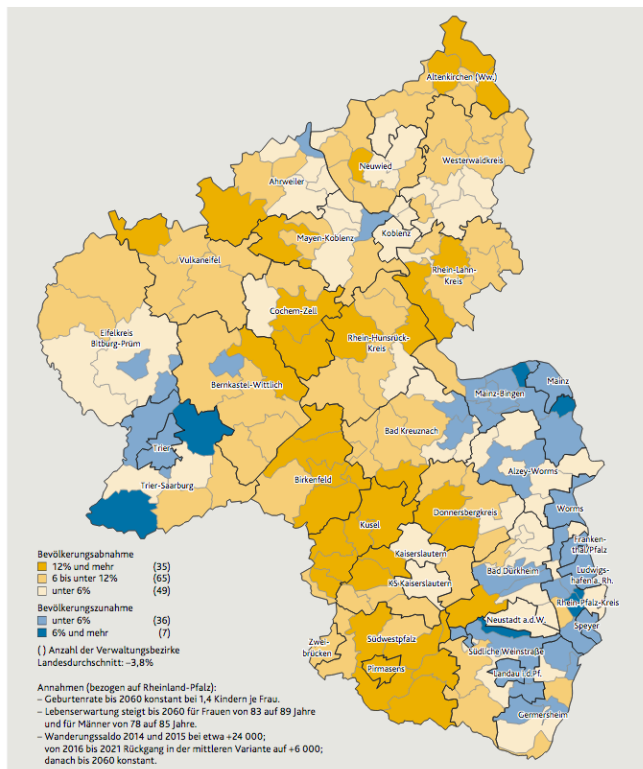 Altenkirchen (Ww.)
Westerwaldkreis
Neuwied
Ahrweiler
Koblenz
Mayen-Koblenz
Vulkaneifel
Rhein-Lahn-
Kreis
Cochem-Zell
Eifelkreis
Bitburg-Prüm
Rhein-Hunsrück-
Kreis
Bernkastel-Wittlich
Mainz
Mainz-Bingen
Bad Kreuznach
Trier
Alzey-Worms
Trier-Saarburg
Birkenfeld
Donnersbergkreis
Worms
Kusel
Franken-
thal/Pfalz
Kaiserslautern
Ludwigs-
hafen a. Rh.
Bad Dürkheim
KS Kaiserslautern
Rhein-Pfalz-Kreis
Neustadt a.d.W.
Speyer
Zwei-
brücken
Südwestpfalz
Südliche Weinstraße
Pirmasens
Landau i.d.Pf.
Germersheim
Bevölkerungsabnahme
12% und mehr (35)
6 bis unter 12% (65)
unter 6% (49)
Bevölkerungszunahme
unter 6% (36)
6% und mehr (7)
( ) Anzahl der Verwaltungsbezirke
Landesdurchschnitt: –3,8%
Annahmen (bezogen auf Rheinland-Pfalz):
– Geburtenrate bis 2060 konstant bei 1,4 Kindern je Frau.
– Lebenserwartung steigt bis 2060 für Frauen von 83 auf 89 Jahre
und für Männer von 78 auf 85 Jahre.
– Wanderungssaldo 2014 und 2015 bei etwa +24 000;
von 2016 bis 2021 Rückgang in der mittleren Variante auf +6 000;
danach bis 2060 konstant.